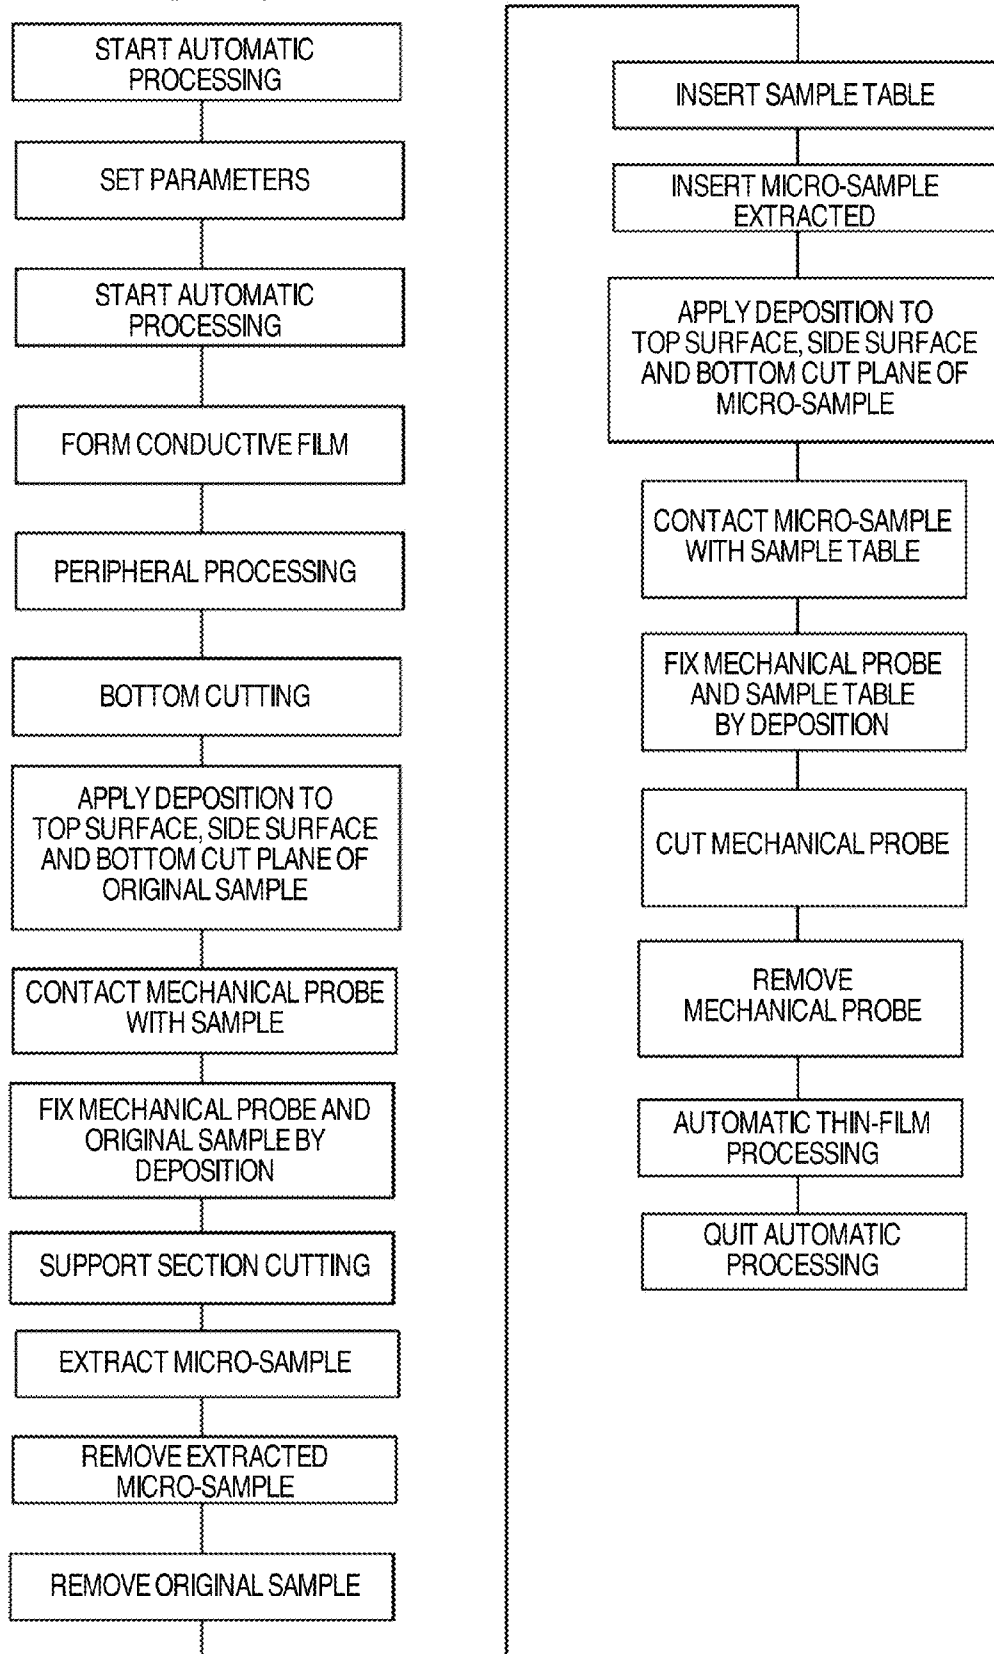 START AUTOMATIC
PROCESSING
SET PARAMETERS
START AUTOMATIC
PROCESSING
FORM CONDUCTIVE FILM
PERIPHERAL PROCESSING
BOTTOM CUTTING
APPLY DEPOSITION TO
TOP SURFACE, SIDE SURFACE
AND BOTTOM CUT PLANE OF
ORIGINAL SAMPLE
CONTACT MECHANICAL PROBE
WITH SAMPLE
FIX MECHANICAL PROBE AND
ORIGINAL SAMPLE BY
DEPOSITION
SUPPORT SECTION CUTTING
EXTRACT MICRO-SAMPLE
REMOVE EXTRACTED
MICRO-SAMPLE
REMOVE ORIGINAL SAMPLE
INSERT SAMPLE TABLE
INSERT MICRO-SAMPLE
EXTRACTED
APPLY DEPOSITION TO
TOP SURFACE, SIDE SURFACE
AND BOTTOM CUT PLANE OF
MICRO-SAMPLE
CONTACT MICRO-SAMPLE
WITH SAMPLE TABLE
FIX MECHANICAL PROBE
AND SAMPLE TABLE
BY DEPOSITION
CUT MECHANICAL PROBE
REMOVE
MECHANICAL PROBE
AUTOMATIC THIN-FILM
PROCESSING
QUIT AUTOMATIC
PROCESSING